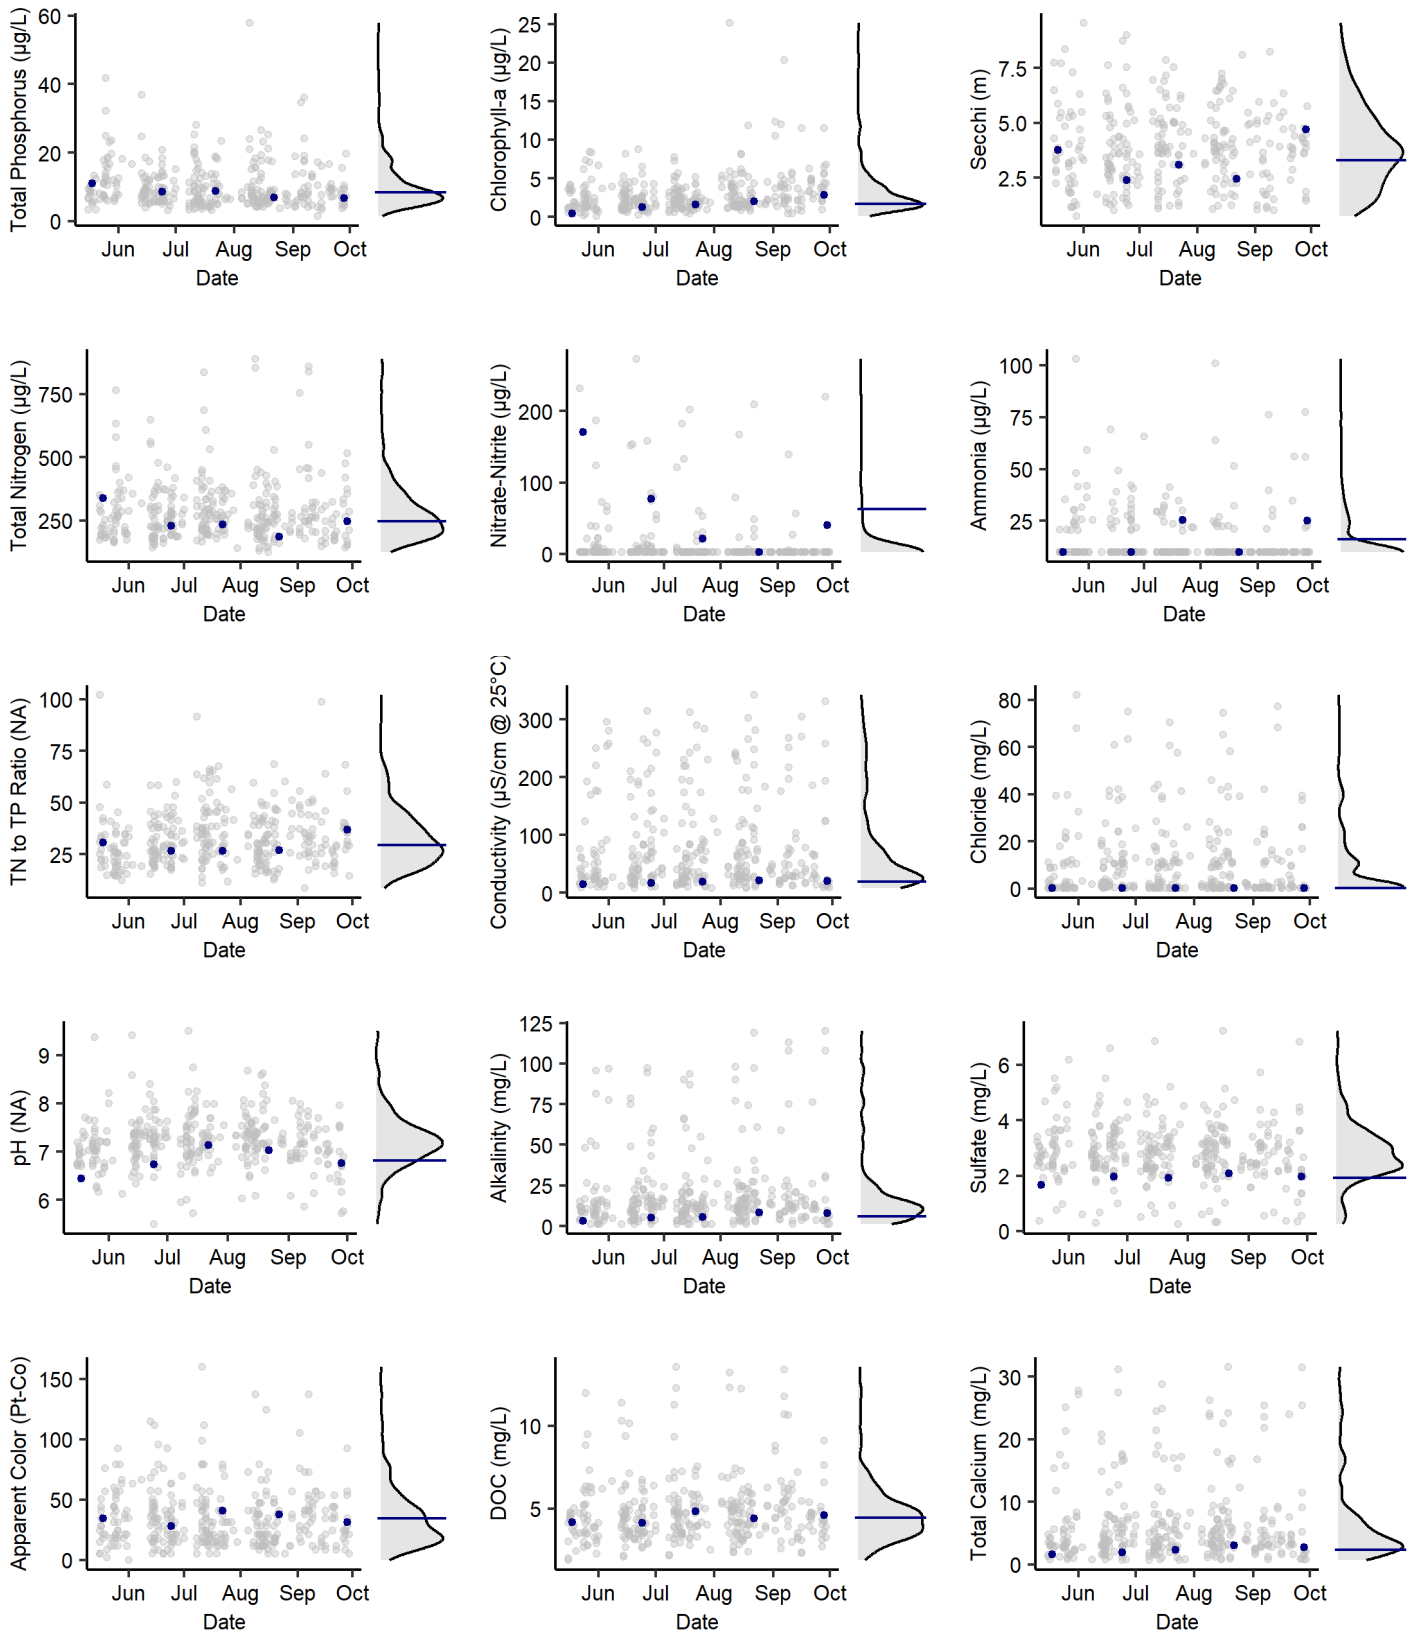 Total Phosphorus (µg/L)
60
40
20
0
Jun Jul Aug Sep Oct
Date
Chlorophyll-a (µg/L)
25
20
15
10
5
0
Jun Jul Aug Sep Oct
Date
Secchi (m)
7.5
5.0
2.5
Jun Jul Aug Sep Oct
Date
Total Nitrogen (µg/L)
750
500
250
Jun Jul Aug Sep Oct
Date
Nitrate-Nitrite (µg/L)
200
100
0
Jun Jul Aug Sep Oct
Date
Ammonia (µg/L)
100
75
50
25
Jun Jul Aug Sep Oct
Date
TN to TP Ratio (NA)
100
75
50
25
Jun Jul Aug Sep Oct
Date
Conductivity (µS/cm @ 25°C)
300
200
100
0
Jun Jul Aug Sep Oct
Date
Chloride (mg/L)
80
60
40
20
0
Jun Jul Aug Sep Oct
Date
pH (NA)
9
8
7
6
Jun Jul Aug Sep Oct
Date
Alkalinity (mg/L)
125
100
75
50
25
0
Jun Jul Aug Sep Oct
Date
Sulfate (mg/L)
6
4
2
0
Jun Jul Aug Sep Oct
Date
Apparent Color (Pt-Co)
150
100
50
0
Jun Jul Aug Sep Oct
Date
DOC (mg/L)
10
5
Jun Jul Aug Sep Oct
Date
Total Calcium (mg/L)
30
20
10
0
Jun Jul Aug Sep Oct
Date